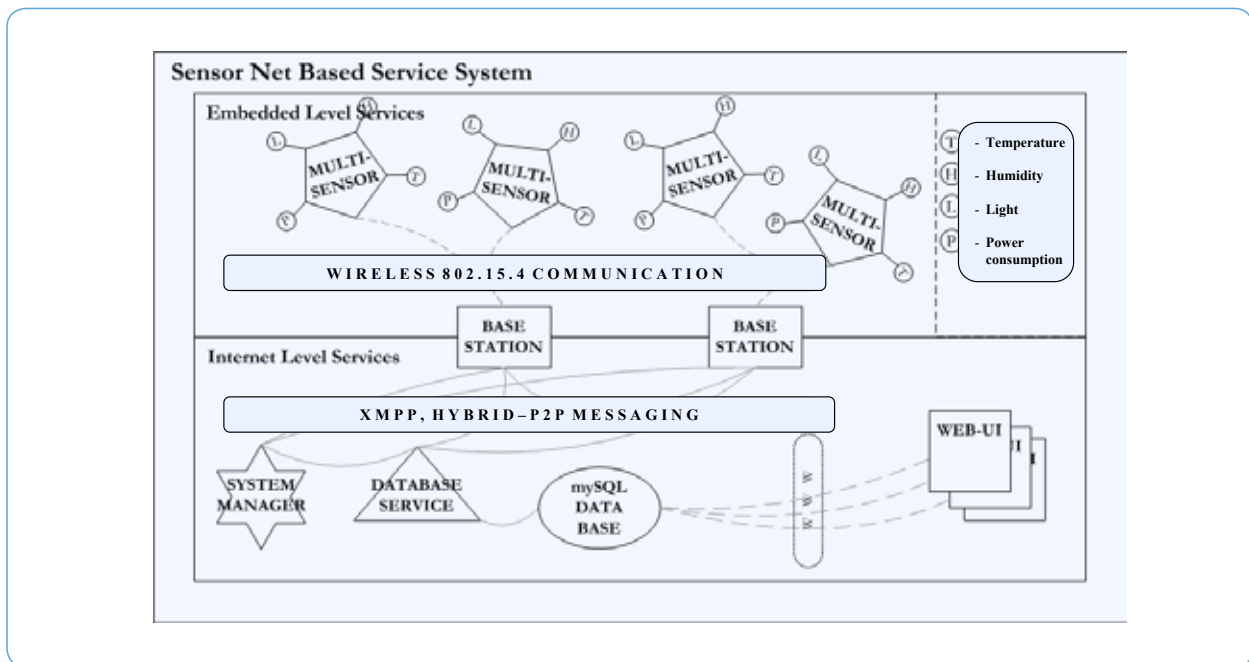 Sensor Net Based Service System
Embedded Level Services
H
L
MULTI-
SENSOR
T
P
L
H
MULTI-
SENSOR
P
T
H
L
MULTI-
SENSOR
T
P
L
H
MULTI-
SENSOR
P
T
T - Temperature
H - Humidity
L - Light
P - Power
consumption
WIRELESS 802.15.4 COMMUNICATION
BASE
STATION
BASE
STATION
Internet Level Services
XMPP, HYBRID–P2P MESSAGING
SYSTEM
MANAGER
DATABASE
SERVICE
mySQL
DATA
BASE
W
W
W
WEB-UI
UI
I